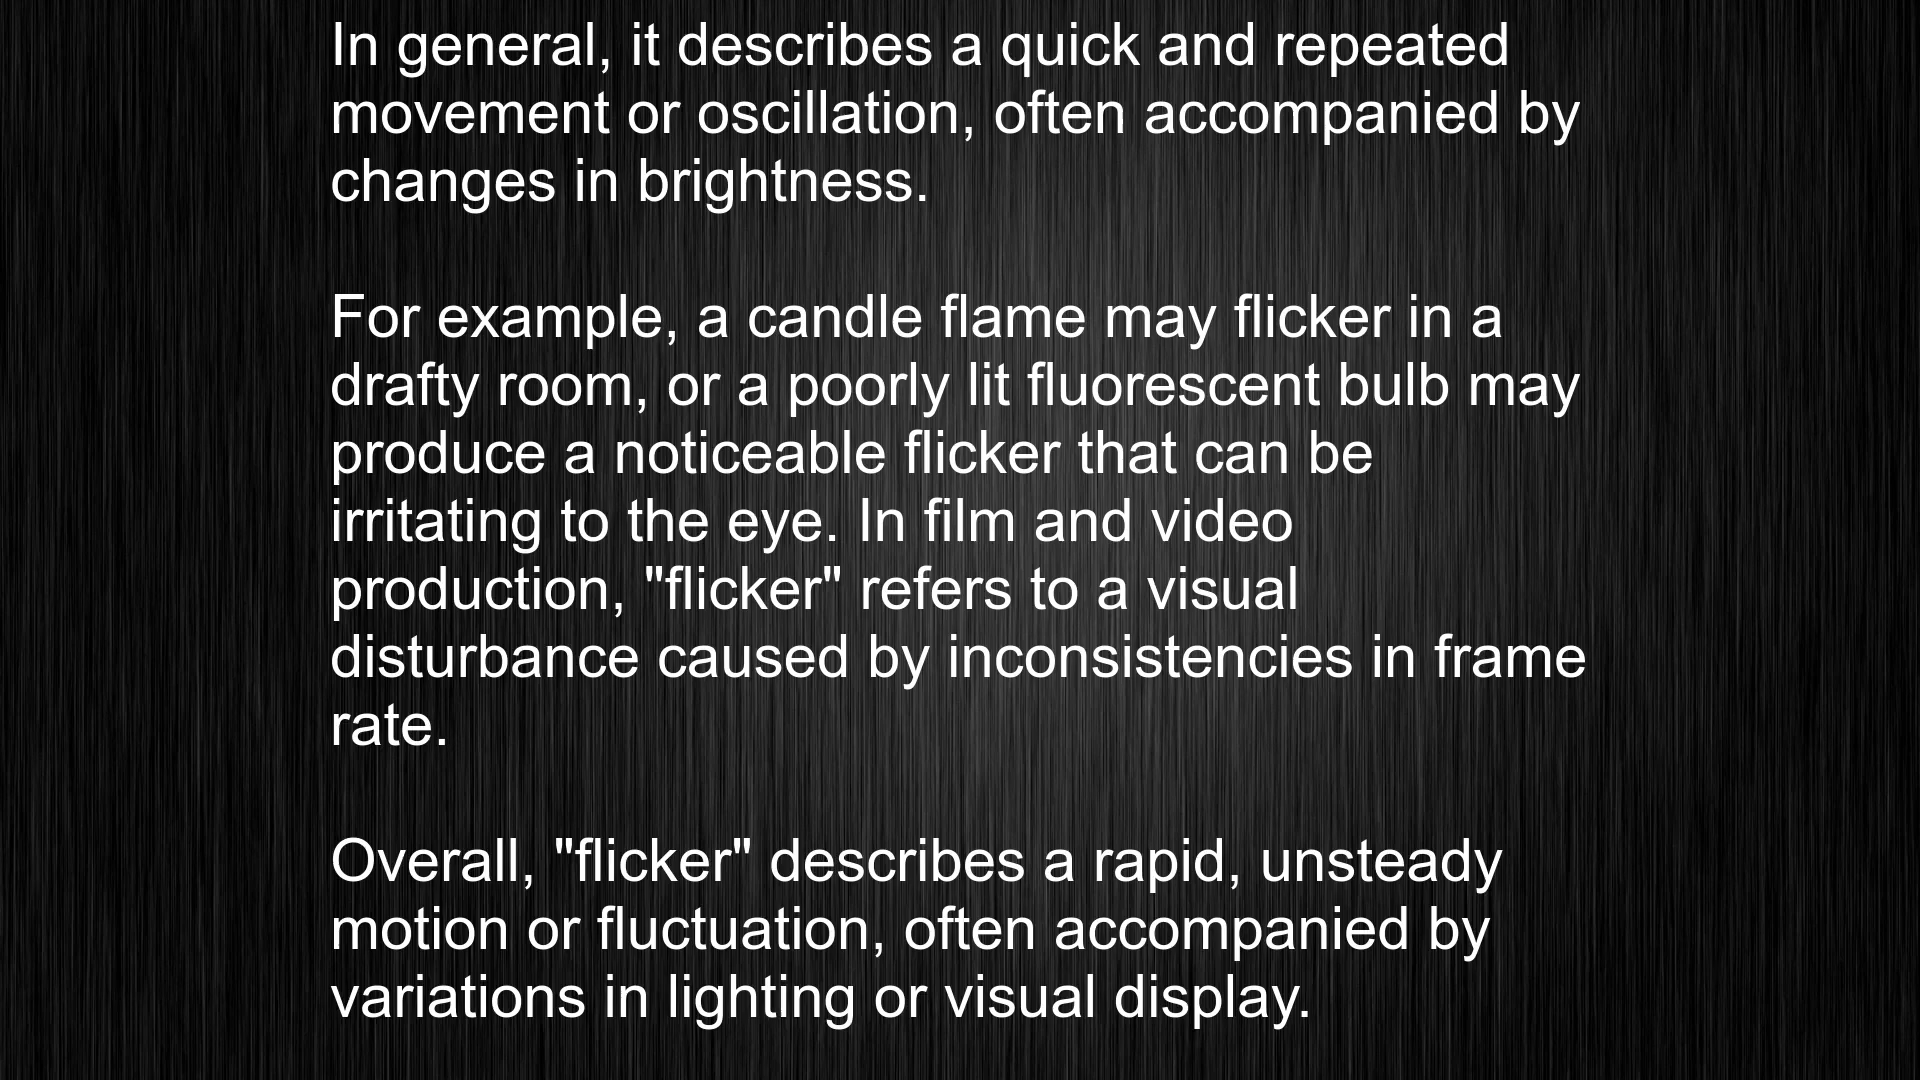 In general, it describes a quick and repeated
movement or oscillation, often accompanied by
changes in brightness.
For example, a candle flame may flicker in a
drafty room, or a poorly lit fluorescent bulb may
produce a noticeable flicker that can be
irritating to the eye. In film and video
production, "flicker" refers to a visual
disturbance caused by inconsistencies in frame
rate.
Overall, "flicker" describes a rapid, unsteady
motion or fluctuation, often accompanied by
variations in lighting or visual display.